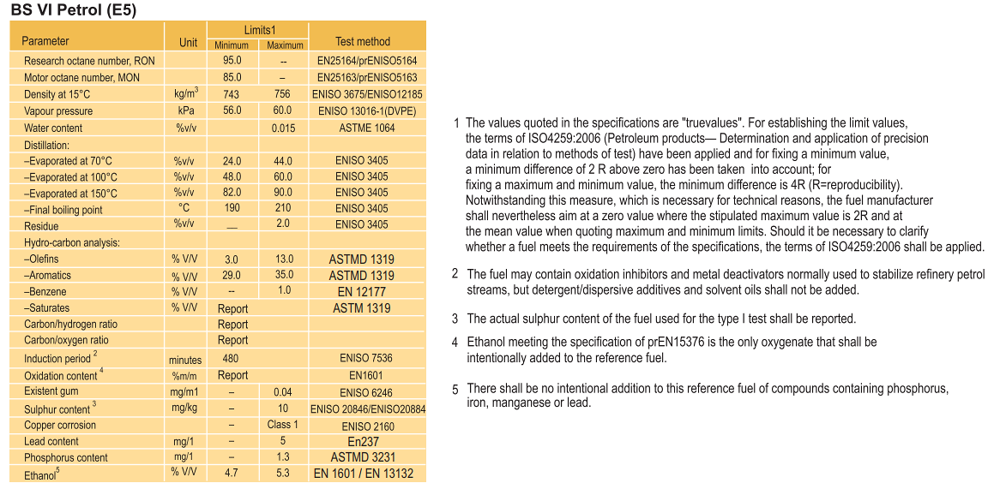 BS VI Petrol (E5)
Parameter Unit Limits1 Test method
Minimum Maximum
Research octane number, RON 95.0 -- EN25164/prENISO5164
Motor octane number, MON 85.0 – EN25163/prENISO5163
Density at 15°C kg/m³ 743 756 ENISO 3675/ENISO12185
Vapour pressure kPa 56.0 60.0 ENISO 13016-1(DVPE)
Water content %v/v 0.015 ASTME 1064
Distillation:
–Evaporated at 70°C %v/v 24.0 44.0 ENISO 3405
–Evaporated at 100°C %v/v 48.0 60.0 ENISO 3405
–Evaporated at 150°C %v/v 82.0 90.0 ENISO 3405
–Final boiling point °C 190 210 ENISO 3405
Residue %v/v __ 2.0 ENISO 3405
Hydro-carbon analysis:
–Olefins % V/V 3.0 13.0 ASTMD 1319
–Aromatics % V/V 29.0 35.0 ASTMD 1319
–Benzene % V/V -- 1.0 EN 12177
–Saturates % V/V Report ASTM 1319
Carbon/hydrogen ratio Report
Carbon/oxygen ratio Report
Induction period ² minutes 480 ENISO 7536
Oxidation content ⁴ %m/m Report EN1601
Existent gum mg/m1 – 0.04 ENISO 6246
Sulphur content ³ mg/kg – 10 ENISO 20846/ENISO20884
Copper corrosion – Class 1 ENISO 2160
Lead content mg/1 – 5 En237
Phosphorus content mg/1 – 1.3 ASTMD 3231
Ethanol⁵ % V/V 4.7 5.3 EN 1601 / EN 13132
1 The values quoted in the specifications are "truevalues". For establishing the limit values,
the terms of ISO4259:2006 (Petroleum products— Determination and application of precision
data in relation to methods of test) have been applied and for fixing a minimum value,
a minimum difference of 2 R above zero has been taken into account; for
fixing a maximum and minimum value, the minimum difference is 4R (R=reproducibility).
Notwithstanding this measure, which is necessary for technical reasons, the fuel manufacturer
shall nevertheless aim at a zero value where the stipulated maximum value is 2R and at
the mean value when quoting maximum and minimum limits. Should it be necessary to clarify
whether a fuel meets the requirements of the specifications, the terms of ISO4259:2006 shall be applied.
2 The fuel may contain oxidation inhibitors and metal deactivators normally used to stabilize refinery petrol
streams, but detergent/dispersive additives and solvent oils shall not be added.
3 The actual sulphur content of the fuel used for the type I test shall be reported.
4 Ethanol meeting the specification of prEN15376 is the only oxygenate that shall be
intentionally added to the reference fuel.
5 There shall be no intentional addition to this reference fuel of compounds containing phosphorus,
iron, manganese or lead.